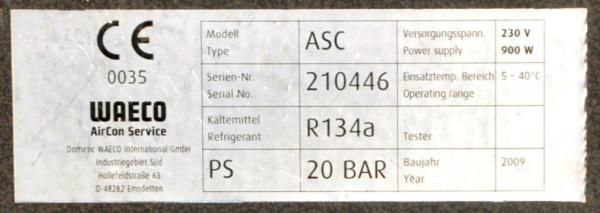 CE
0035
WAECO
AirCon Service
Dometic WAECO International GmbH
Industriegebiet Süd
Hollefeldstraße 63
D-48282 Emsdetten
Modell ASC Versorgungsspann. 230 V
Type Power supply 900 W
Serien-Nr. 210446 Einsatztemp. Bereich 5 - 40°C
Serial No. Operating range
Kältemittel R134a
Refrigerant Tester
PS 20 BAR Baujahr 2009
Year